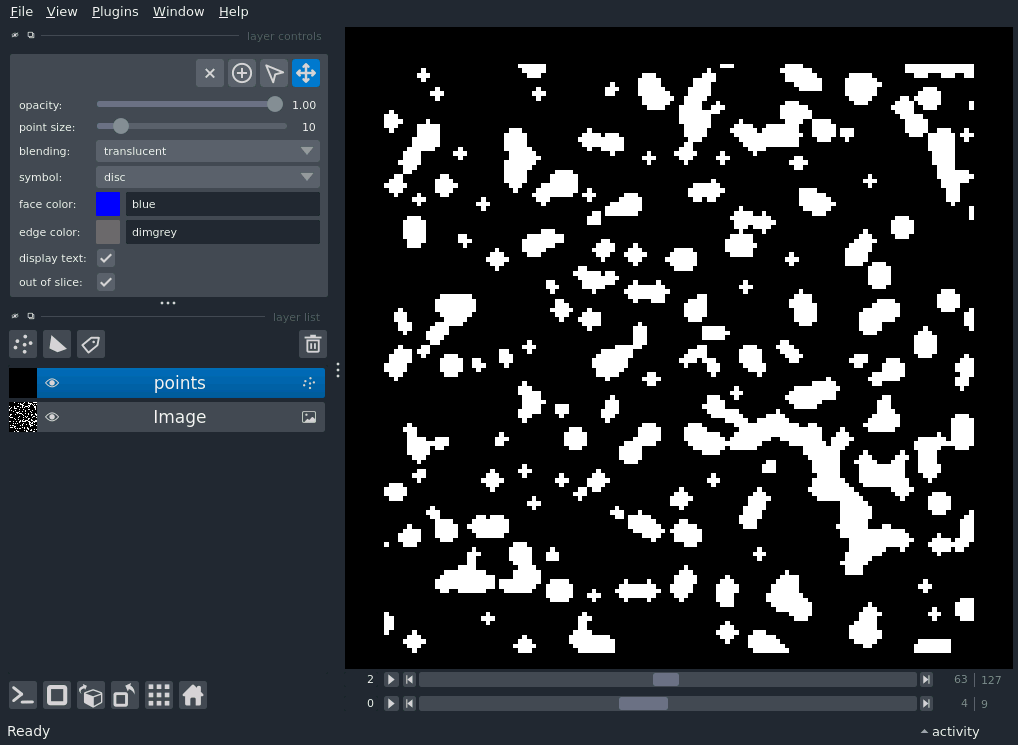 File View Plugins Window Help
layer controls
opacity: 1.00
point size: 10
blending: translucent
symbol: disc
face color: blue
edge color: dimgrey
display text:
out of slice:
layer list
points
Image
2 63 127
0 4 9
Ready activity